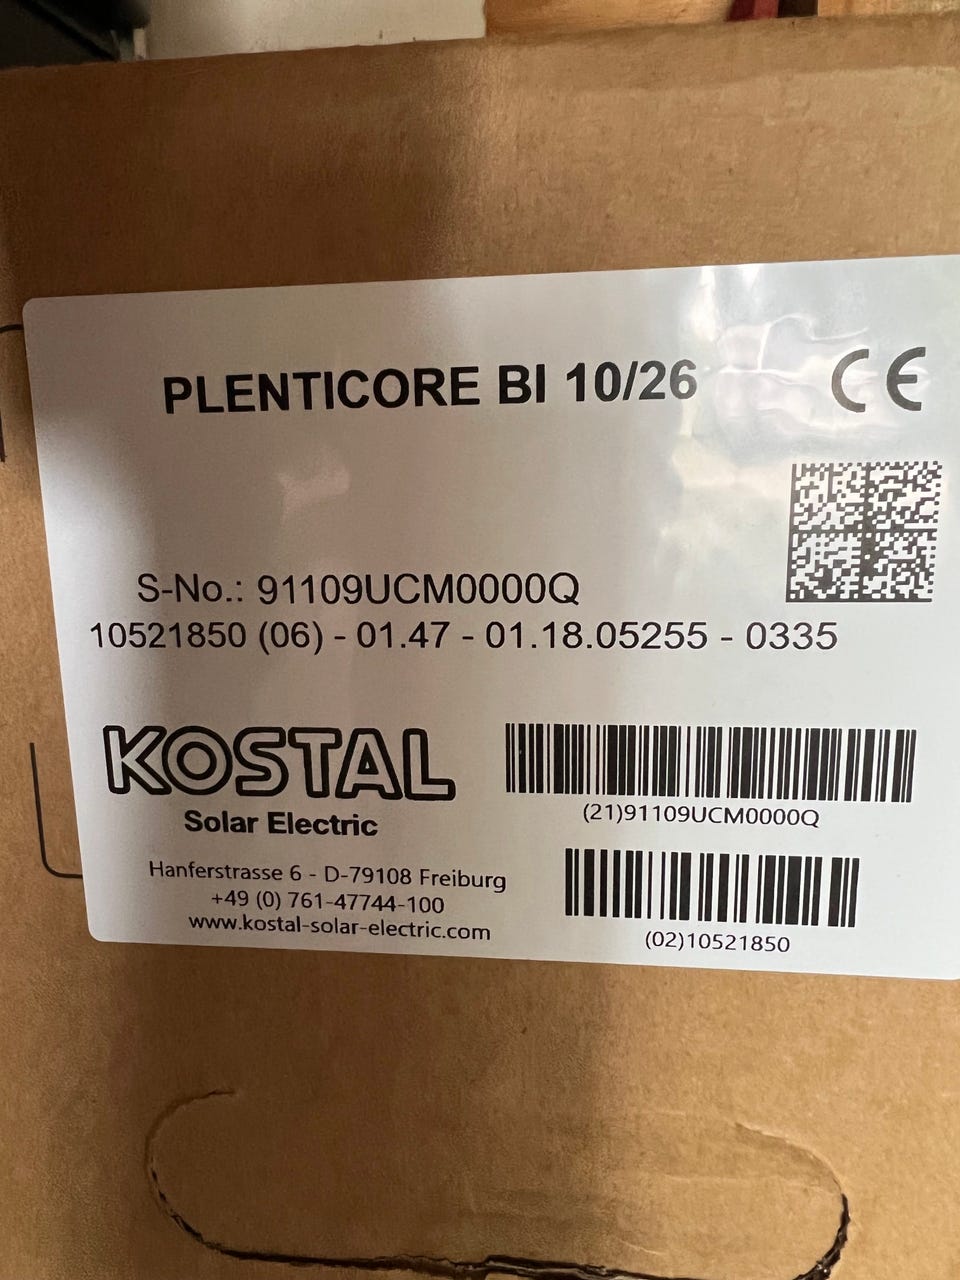 PLENTICORE BI 10/26
CE
S-No.: 91109UCM0000Q
10521850 (06) - 01.47 - 01.18.05255 - 0335
KOSTAL
Solar Electric
Hanferstrasse 6 - D-79108 Freiburg
+49 (0) 761-47744-100
www.kostal-solar-electric.com
(21)91109UCM0000Q
(02)10521850